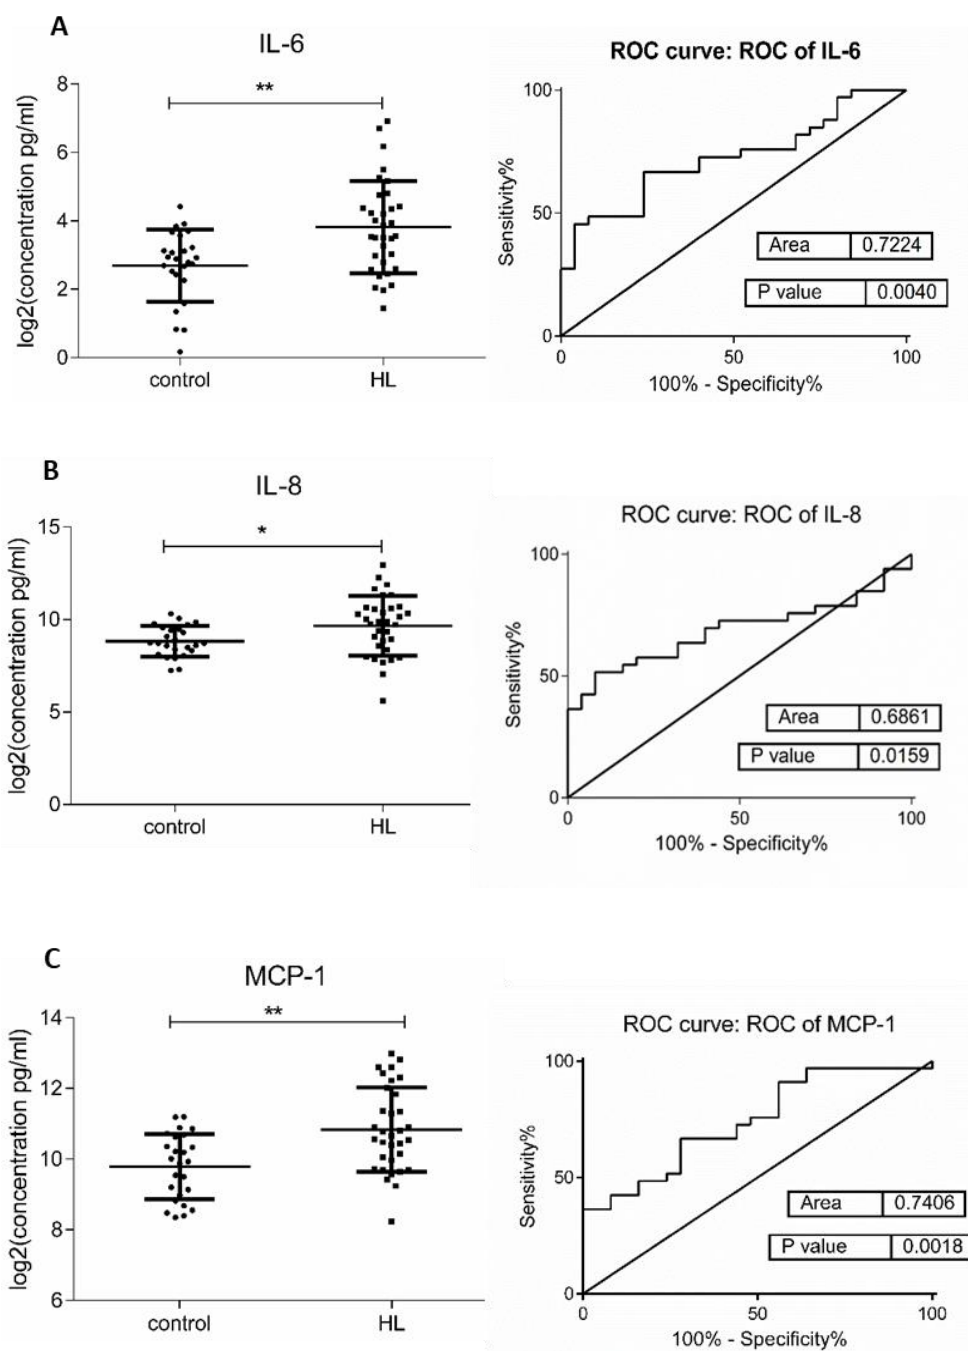 A
IL-6
**
log2(concentration pg/ml)
8
6
4
2
0
control
HL
ROC curve: ROC of IL-6
Sensitivity%
100
50
0
Area 0.7224
P value 0.0040
0
50
100
100% - Specificity%
B
IL-8
*
log2(concentration pg/ml)
15
10
5
0
control
HL
ROC curve: ROC of IL-8
Sensitivity%
100
50
0
Area 0.6861
P value 0.0159
0
50
100
100% - Specificity%
C
MCP-1
**
log2(concentration pg/ml)
14
12
10
8
6
control
HL
ROC curve: ROC of MCP-1
Sensitivity%
100
50
0
Area 0.7406
P value 0.0018
0
50
100
100% - Specificity%